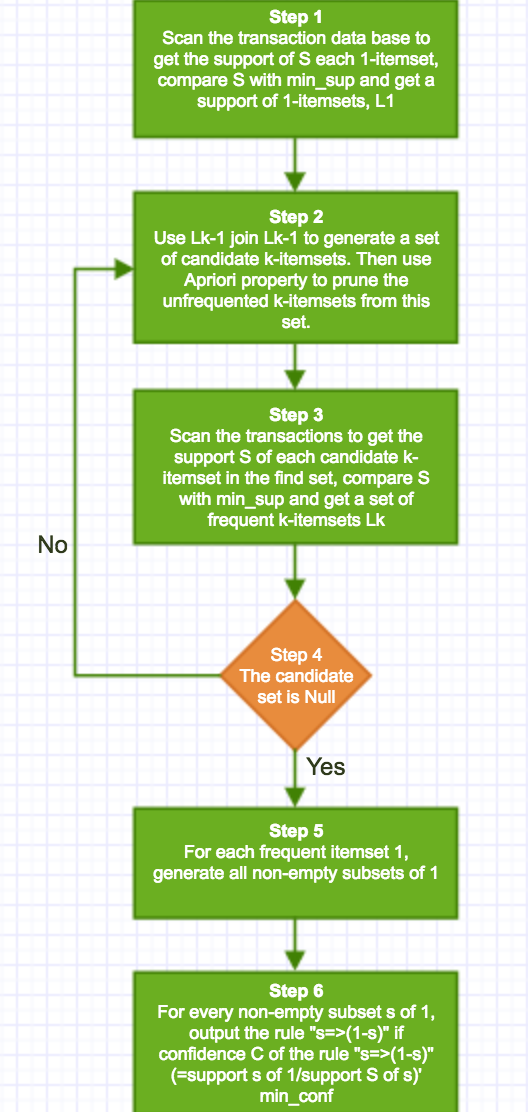 Step 1
Scan the transaction data base to
get the support of S each 1-itemset,
compare S with min_sup and get a
support of 1-itemsets, L1
Step 2
Use Lk-1 join Lk-1 to generate a set
of candidate k-itemsets. Then use
Apriori property to prune the
unfrequented k-itemsets from this
set.
Step 3
Scan the transactions to get the
support S of each candidate k-
itemset in the find set, compare S
with min_sup and get a set of
frequent k-itemsets Lk
No
Step 4
The candidate
set is Null
Yes
Step 5
For each frequent itemset 1,
generate all non-empty subsets of 1
Step 6
For every non-empty subset s of 1,
output the rule "s=>(1-s)" if
confidence C of the rule "s=>(1-s)"
(=support s of 1/support S of s)'
min_conf